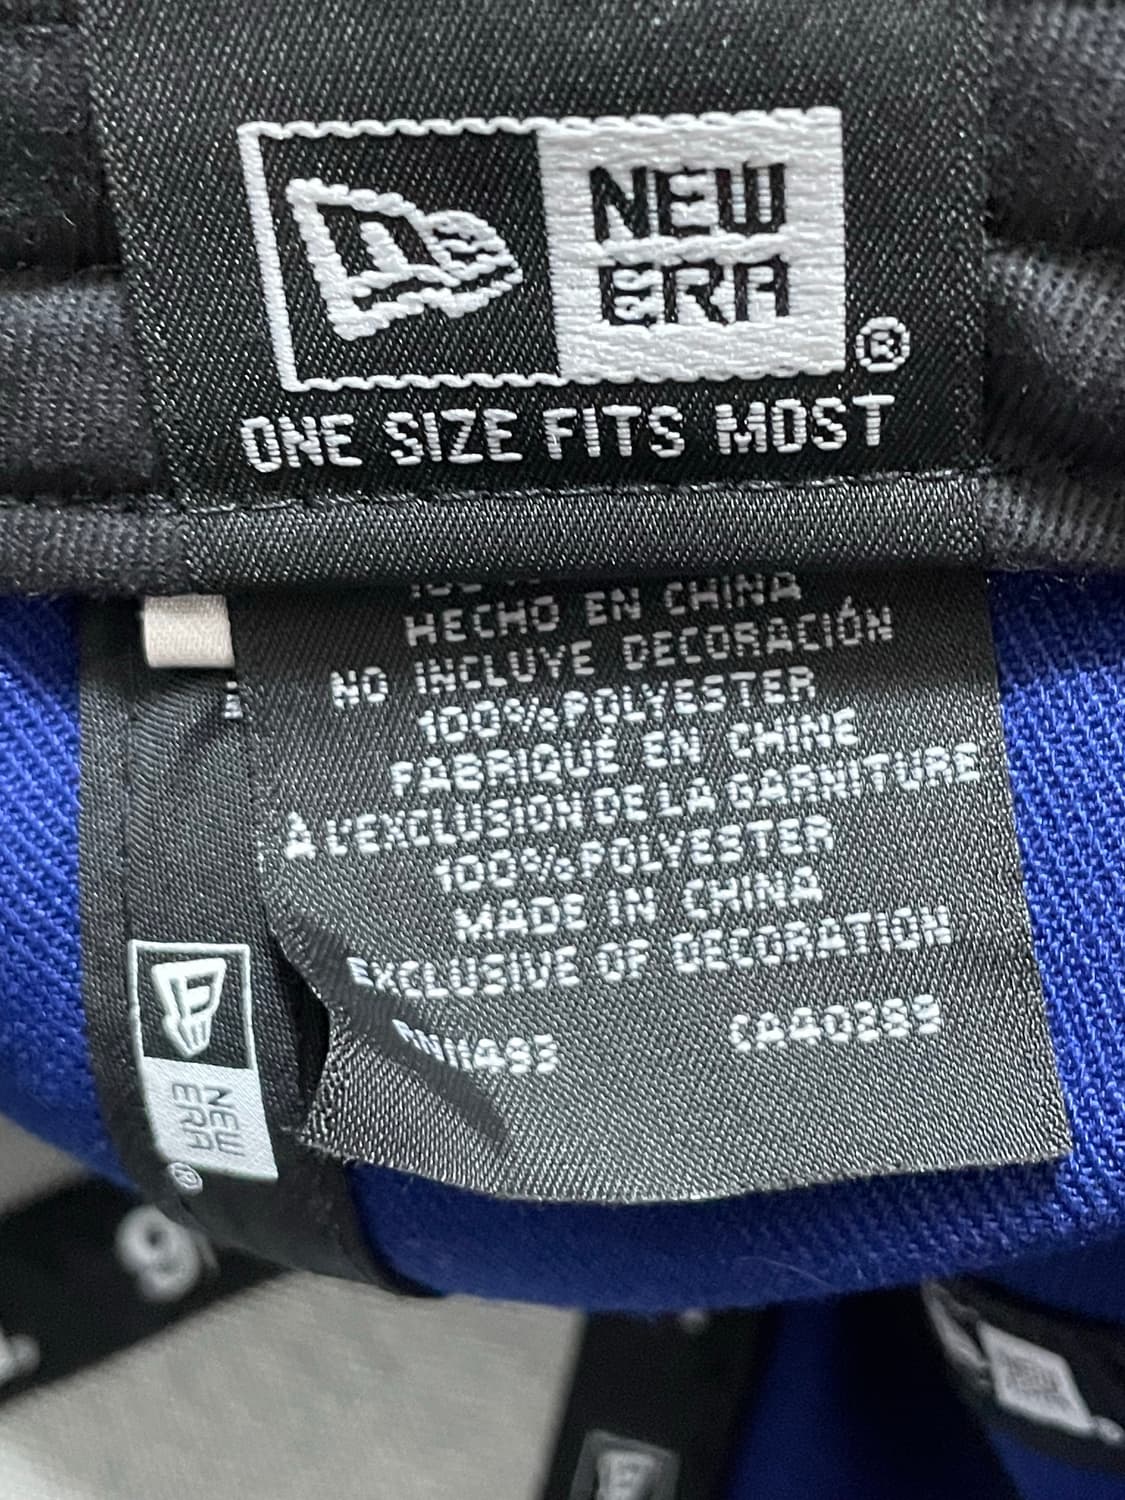 NEW
ERA
®
ONE SIZE FITS MOST
HECHO EN CHINA
NO INCLUYE DECORACIÓN
100%POLYESTER
FABRIQUÉ EN CHINE
À L'EXCLUSION DE LA GARNITURE
100%POLYESTER
MADE IN CHINA
EXCLUSIVE OF DECORATION
NEW
ERA
®